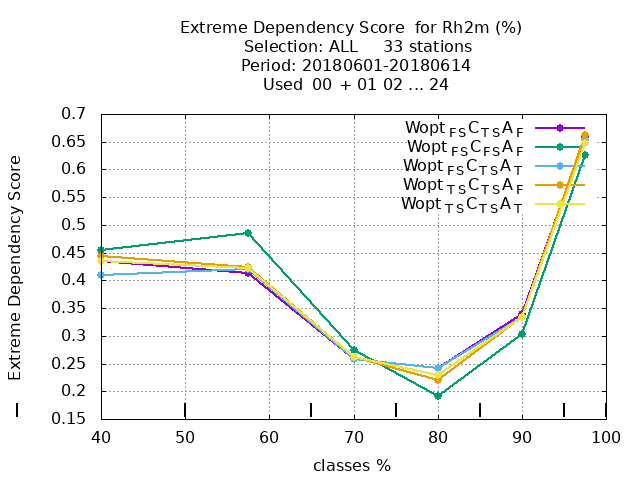 Extreme Dependency Score  for Rh2m (%)
Selection: ALL     33 stations
Period: 20180601-20180614
Used  00 + 01 02 ... 24
Extreme Dependency Score
0.7
0.65
0.6
0.55
0.5
0.45
0.4
0.35
0.3
0.25
0.2
0.15
Wopt FS C TS A F
Wopt FS C FS A F
Wopt FS C TS A T
Wopt TS C TS A F
Wopt TS C TS A T
40 50 60 70 80 90 100
classes %